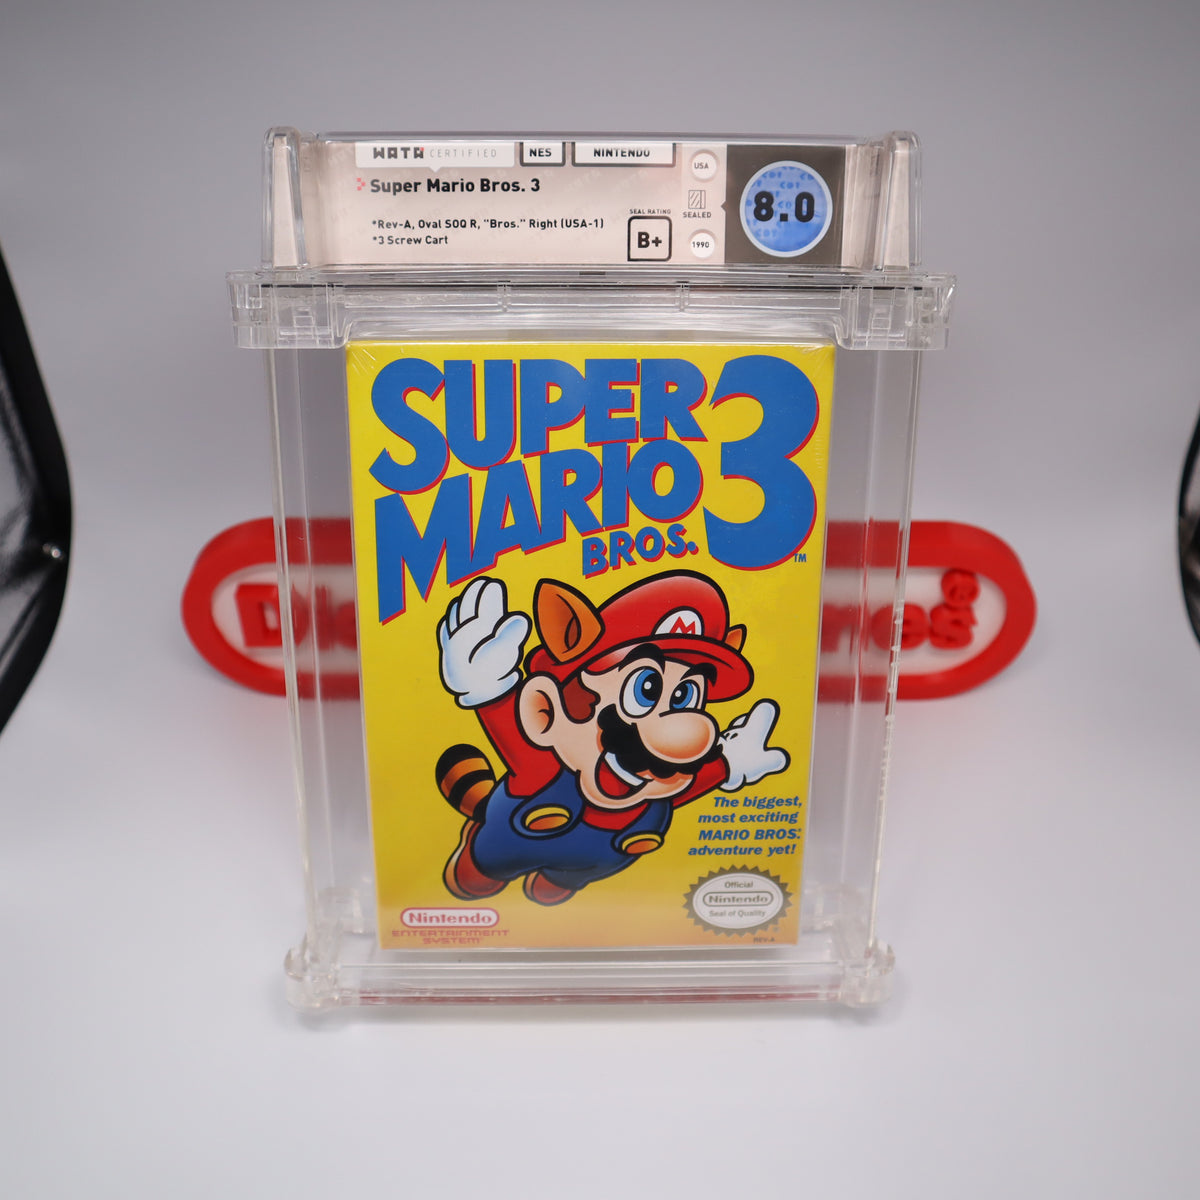 WATA CERTIFIED
NES
NINTENDO
Super Mario Bros. 3
*Rev-A, Oval SOQ R, "Bros." Right (USA-1)
*3 Screw Cart
SEAL RATING
B+
USA
SEALED
1990
8.0
SUPER
MARIO
BROS.
3
TM
M
The biggest,
most exciting
MARIO BROS.
adventure yet!
Official
Nintendo
Seal of Quality
REV-A
Nintendo
ENTERTAINMENT
SYSTEM